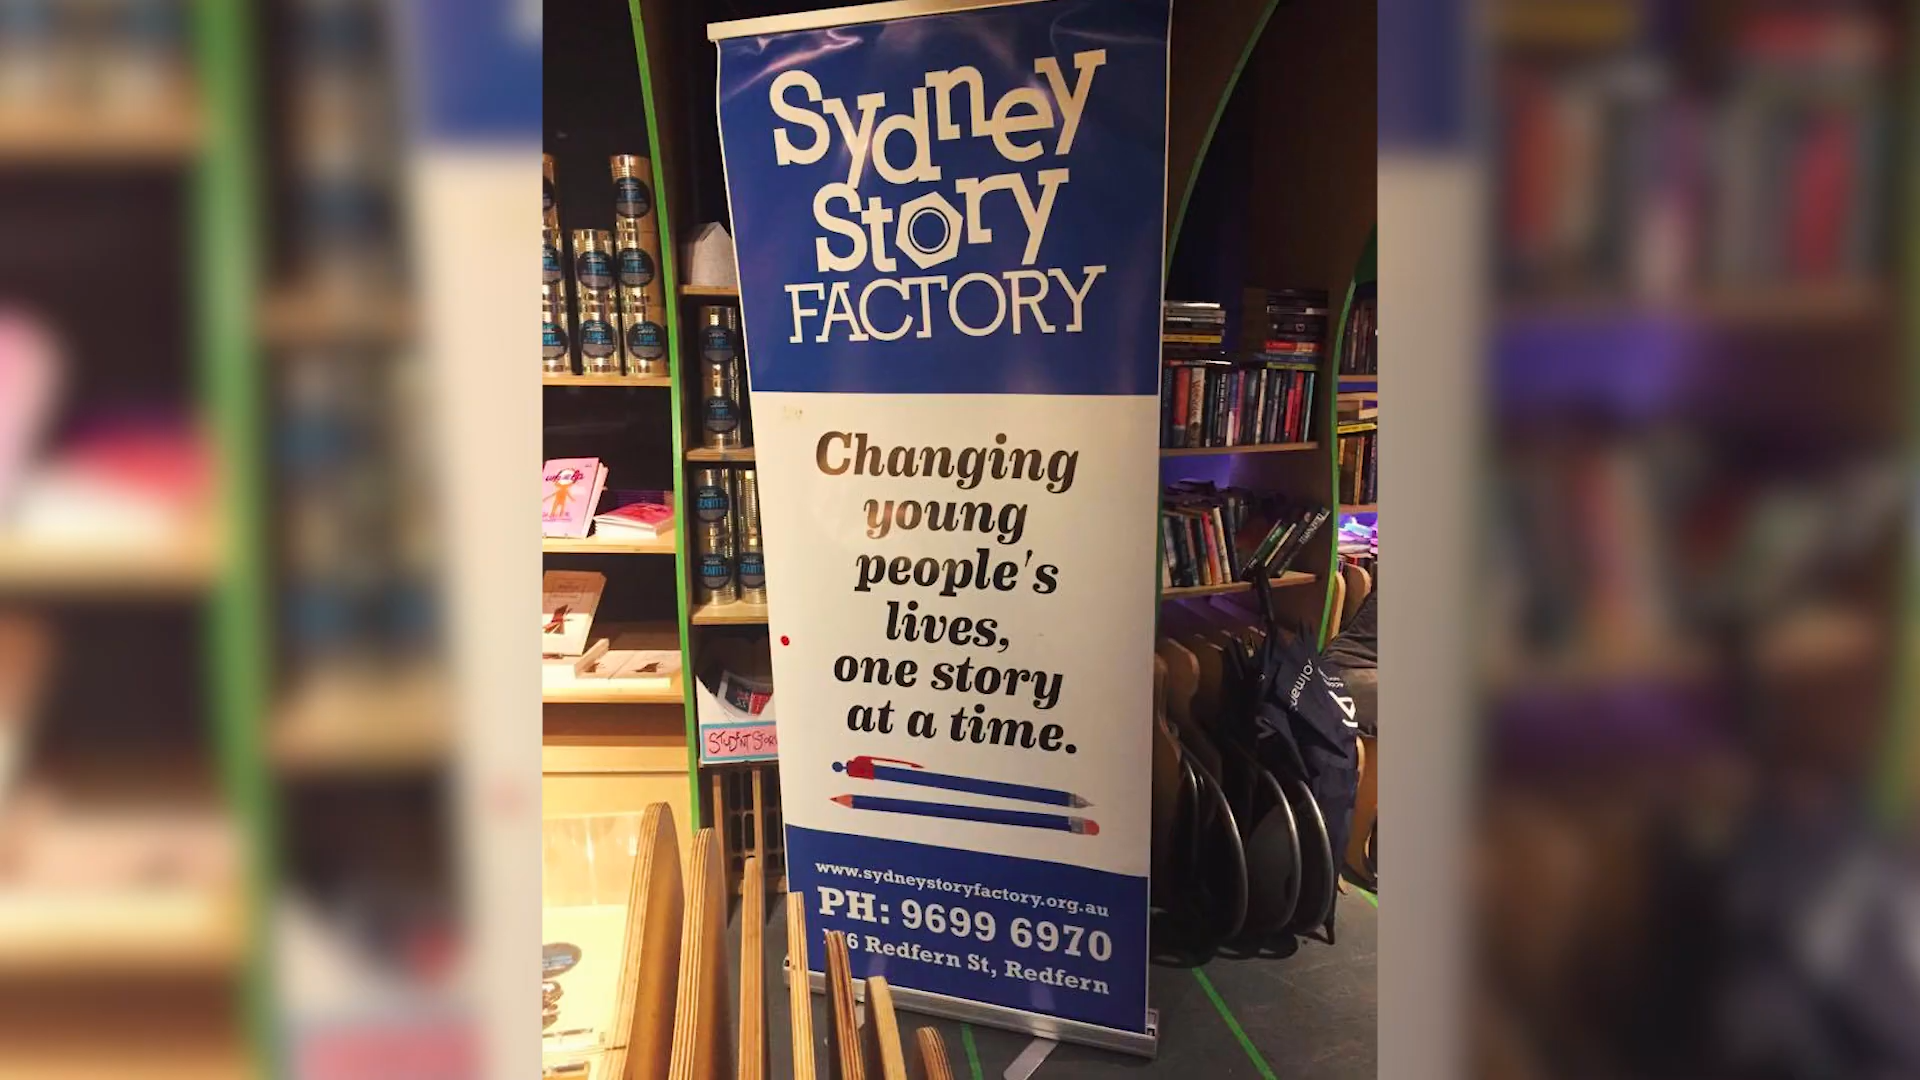 Sydney
Story
FACTORY
Changing
young
people's
lives,
one story
at a time.
www.sydneystoryfactory.org.au
PH: 9699 6970
Redfern St, Redfern
STUDENT